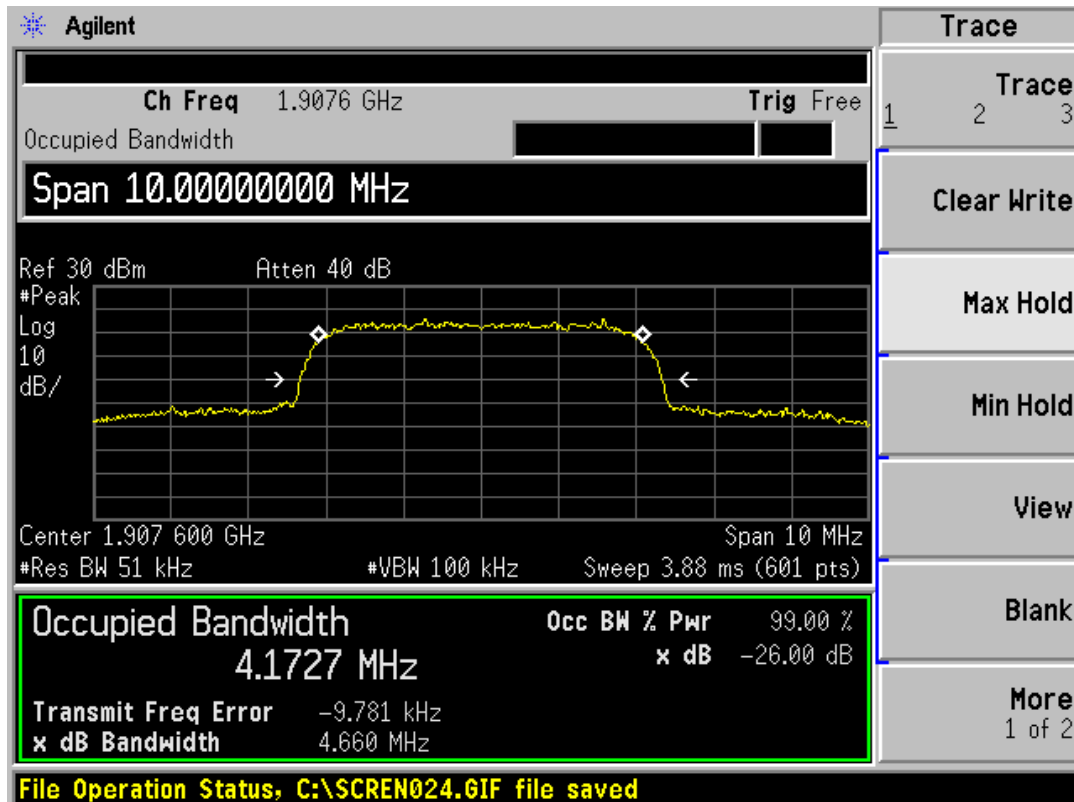 Agilent
Trace
Ch Freq 1.9076 GHz
Trig Free
Occupied Bandwidth
Span 10.00000000 MHz
Ref 30 dBm Atten 40 dB
#Peak
Log
10
dB/
Center 1.907 600 GHz Span 10 MHz
#Res BW 51 kHz #VBW 100 kHz Sweep 3.88 ms (601 pts)
Occupied Bandwidth
4.1727 MHz
Occ BW % Pwr 99.00 %
x dB -26.00 dB
Transmit Freq Error -9.781 kHz
x dB Bandwidth 4.660 MHz
File Operation Status, C:\SCREN024.GIF file saved
Trace
1 2 3
Clear Write
Max Hold
Min Hold
View
Blank
More
1 of 2